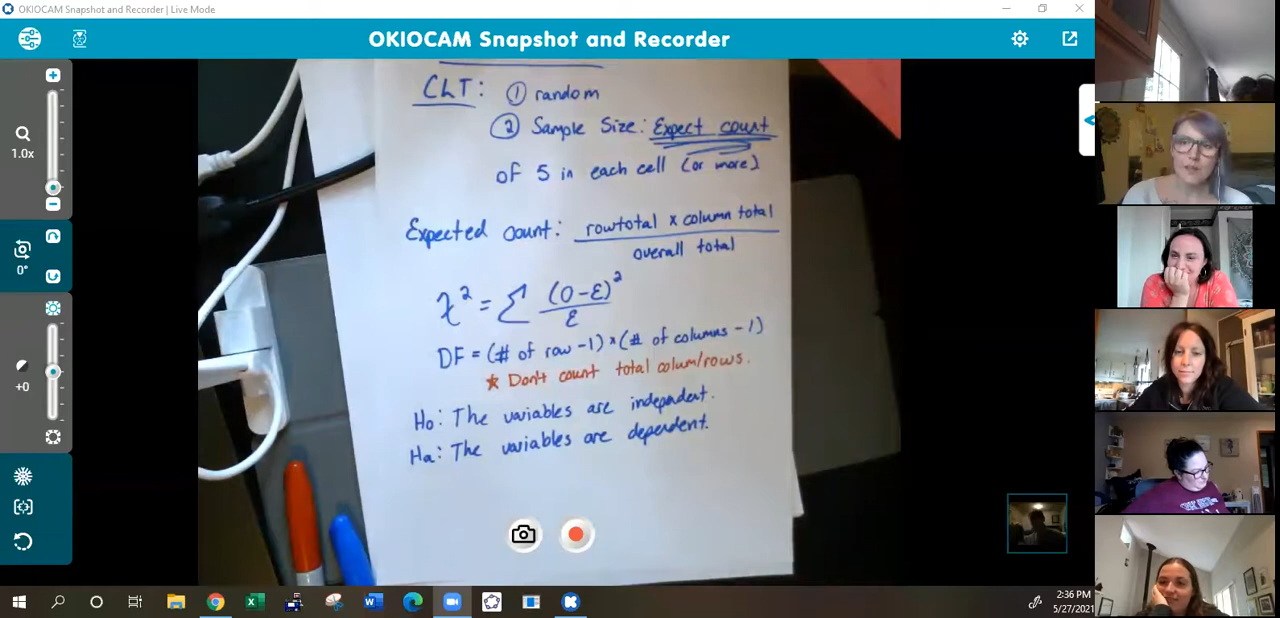 OKIOCAM Snapshot and Recorder | Live Mode
OKIOCAM Snapshot and Recorder
1.0x
0°
+0
CLT: ① random
② Sample Size: Expect count
of 5 in each cell (or more)
Expected count: rowtotal x column total
overall total
χ² = Σ (O-E)²
E
DF = (# of row -1) x (# of columns -1)
★ Don't count total colum/rows.
Ho: The variables are independent.
Ha: The variables are dependent.
2:36 PM
5/27/2021